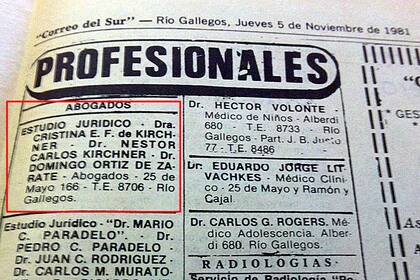 "Correo del Sur" — Río Gallegos, Jueves 5 de Noviembre de 1981
PROFESIONALES
ABOGADOS
ESTUDIO JURIDICO - Dra.
CRISTINA E. F. de KIRCH-
NER - Dr. NESTOR
CARLOS KIRCHNER - Dr.
DOMINGO ORTIZ DE ZA-
RATE - Abogados - 25 de
Mayo 166 - T.E. 8706 - Río
Gallegos.
Estudio Jurídico: "Dr. MARIO
C. PARADELO". Dr.
PEDRO C. PARADELO
Dr. JUAN C. RODRIGUEZ -
Dr. CARLOS M. MURATO-
Dr. HECTOR VOLONTE -
Médico de Niños - Alberdi
680 - T.E. 8733 - Río
Gallegos - Part. J. B. Justo
77 - T.E. 8486
Dr. EDUARDO JORGE LIT-
VACHKES - Médico Clíni-
co - 25 de Mayo y Ramón y
Cajal.
Dr. CARLOS G. ROGERS. Mé-
dico Adolescencia. Alber-
di 680. Río Gallegos.
RADIOLOGIAS
GES